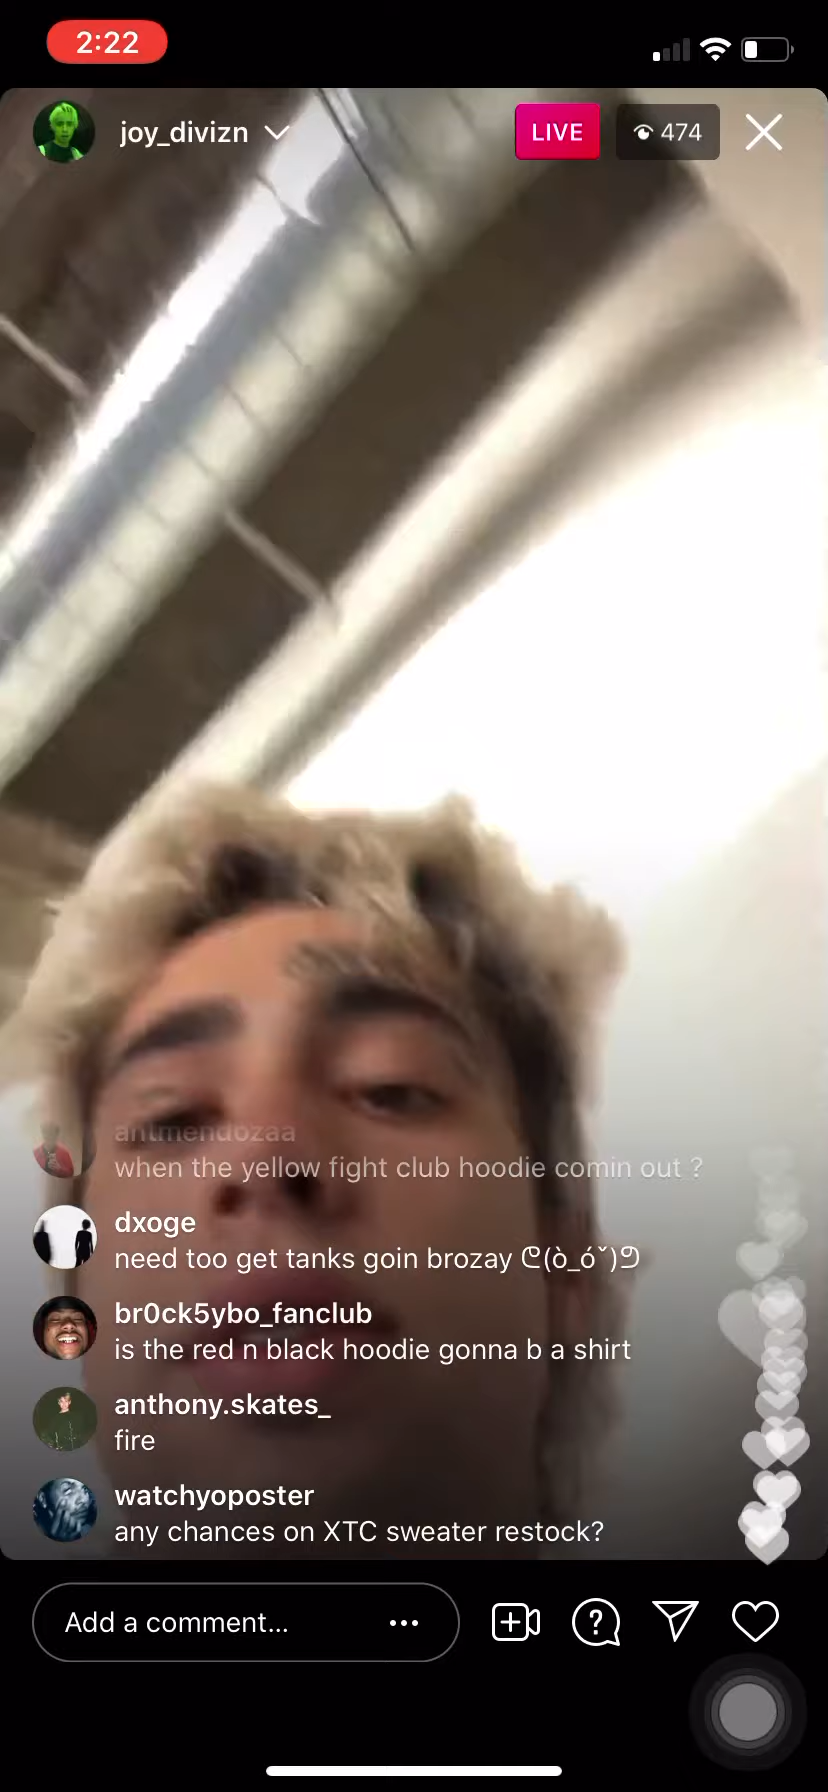 2:22
joy_divizn
LIVE
474
antmendozaa
when the yellow fight club hoodie comin out ?
dxoge
need too get tanks goin brozay ᕦ(ò_óˇ)ᕤ
br0ck5ybo_fanclub
is the red n black hoodie gonna b a shirt
anthony.skates_
fire
watchyoposter
any chances on XTC sweater restock?
Add a comment...